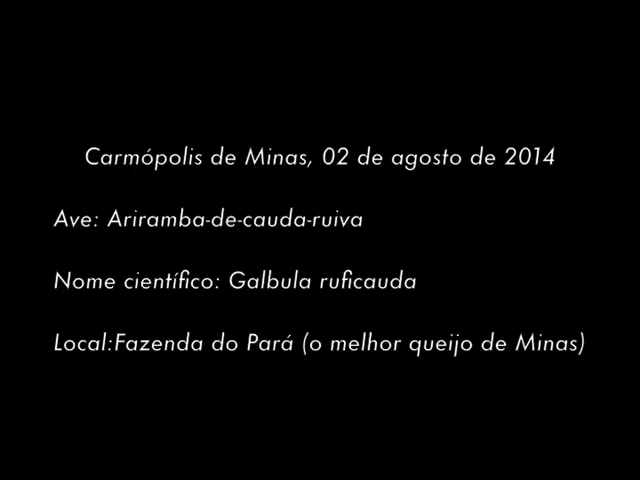 Carmópolis de Minas, 02 de agosto de 2014
Ave: Ariramba-de-cauda-ruiva
Nome científico: Galbula ruficauda
Local:Fazenda do Pará (o melhor queijo de Minas)